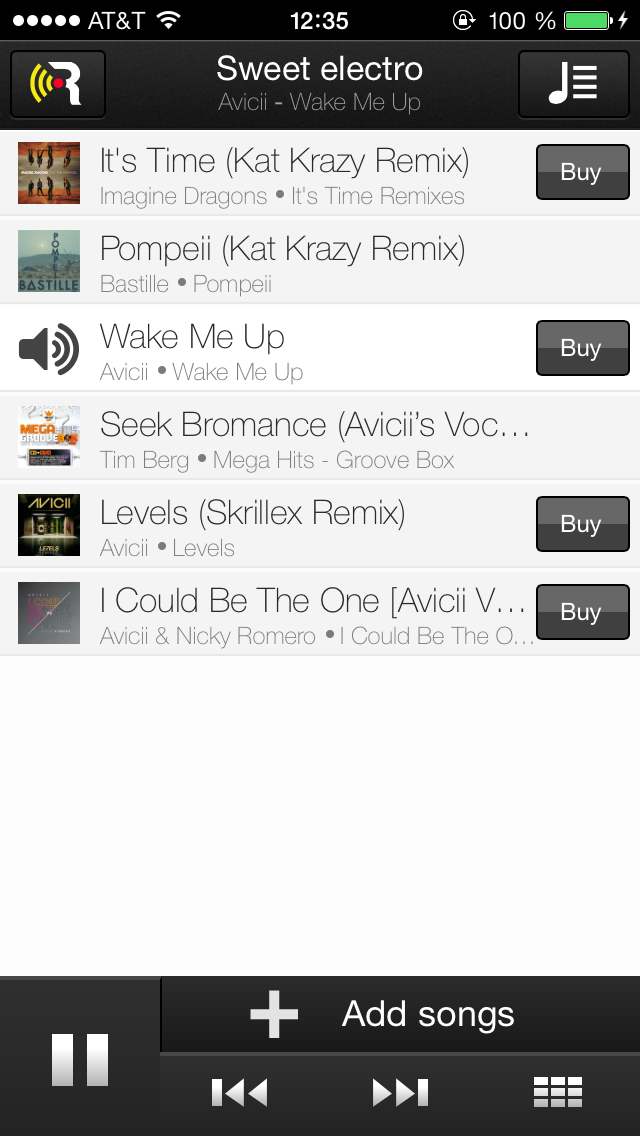 AT&T 12:35 100 %
Sweet electro
Avicii - Wake Me Up
It's Time (Kat Krazy Remix)
Imagine Dragons • It's Time Remixes
Buy
Pompeii (Kat Krazy Remix)
Bastille • Pompeii
POMPEII
BASTILLE
Wake Me Up
Avicii • Wake Me Up
Buy
Seek Bromance (Avicii’s Voc…
Tim Berg • Mega Hits - Groove Box
Levels (Skrillex Remix)
Avicii • Levels
AVICII
LEVELS
Buy
I Could Be The One [Avicii V…
Avicii & Nicky Romero • I Could Be The O…
Buy
Add songs